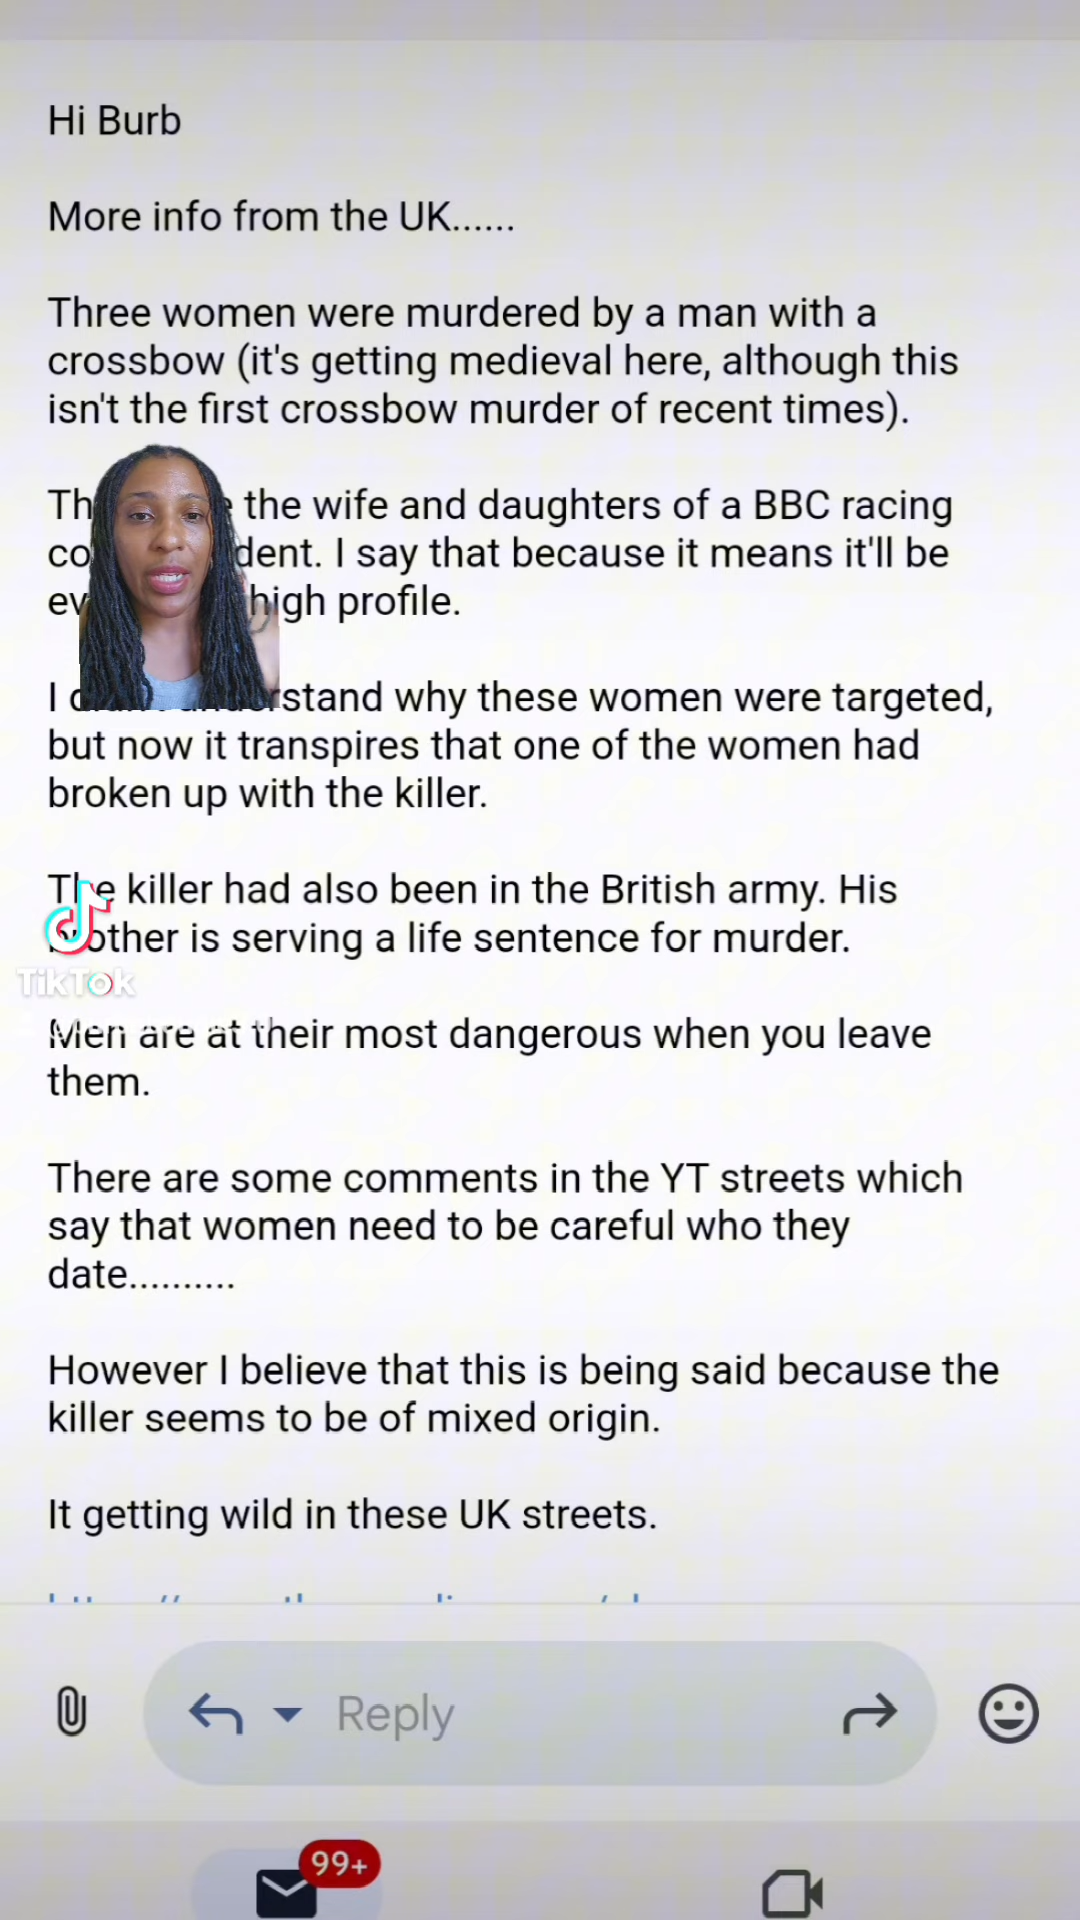 Hi Burb
More info from the UK......
Three women were murdered by a man with a
crossbow (it's getting medieval here, although this
isn't the first crossbow murder of recent times).
the wife and daughters of a BBC racing
I say that because it means it'll be
high profile.
I why these women were targeted,
but now it transpires that one of the women had
broken up with the killer.
The killer had also been in the British army. His
brother is serving a life sentence for murder.
TikTok
Men are at their most dangerous when you leave
them.
There are some comments in the YT streets which
say that women need to be careful who they
date..........
However I believe that this is being said because the
killer seems to be of mixed origin.
It getting wild in these UK streets.
Reply
99+